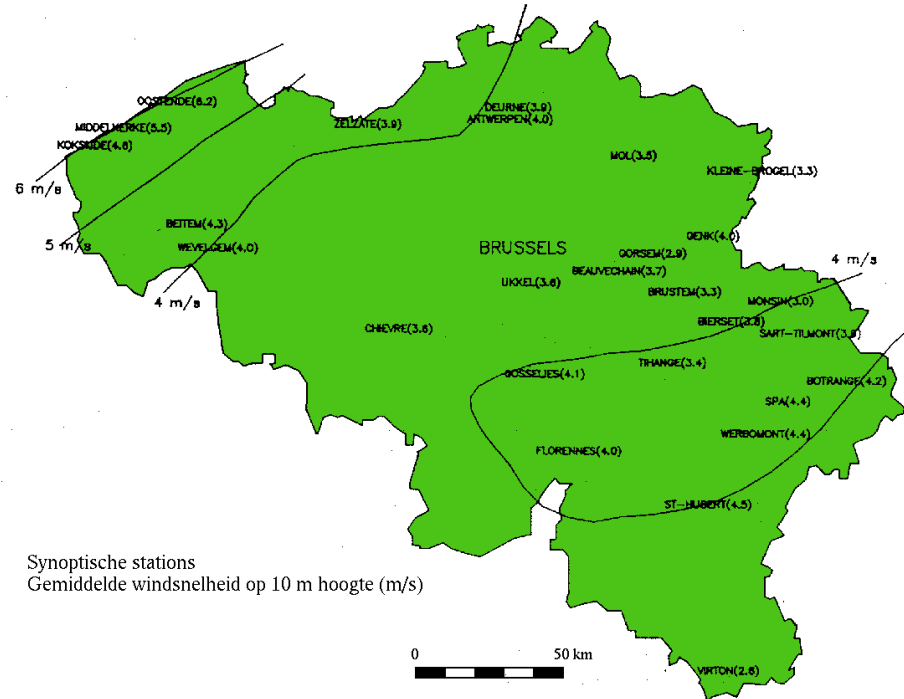 OOSTENDE(6.2)
DEURNE(3.9)
MIDDELKERKE(5.5)
ZELZATE(3.9)
ANTWERPEN(4.0)
KOKSIJDE(4.8)
MOL(3.5)
KLEINE-BROGEL(3.3)
6 m/s
BEITEM(4.3)
GENK(4.0)
5 m/s
WEVELGEM(4.0)
BRUSSELS
GORSEM(2.9)
4 m/s
BEAUVECHAIN(3.7)
UKKEL(3.6)
BRUSTEM(3.3)
4 m/s
MONSIN(3.0)
CHIEVRE(3.6)
BIERSET(3.8)
SART-TILMONT(3.9)
TIHANGE(3.4)
GOSSELIES(4.1)
BOTRANGE(4.2)
SPA(4.4)
WERBOMONT(4.4)
FLORENNES(4.0)
ST-HUBERT(4.5)
Synoptische stations
Gemiddelde windsnelheid op 10 m hoogte (m/s)
0 50 km
VIRTON(2.6)